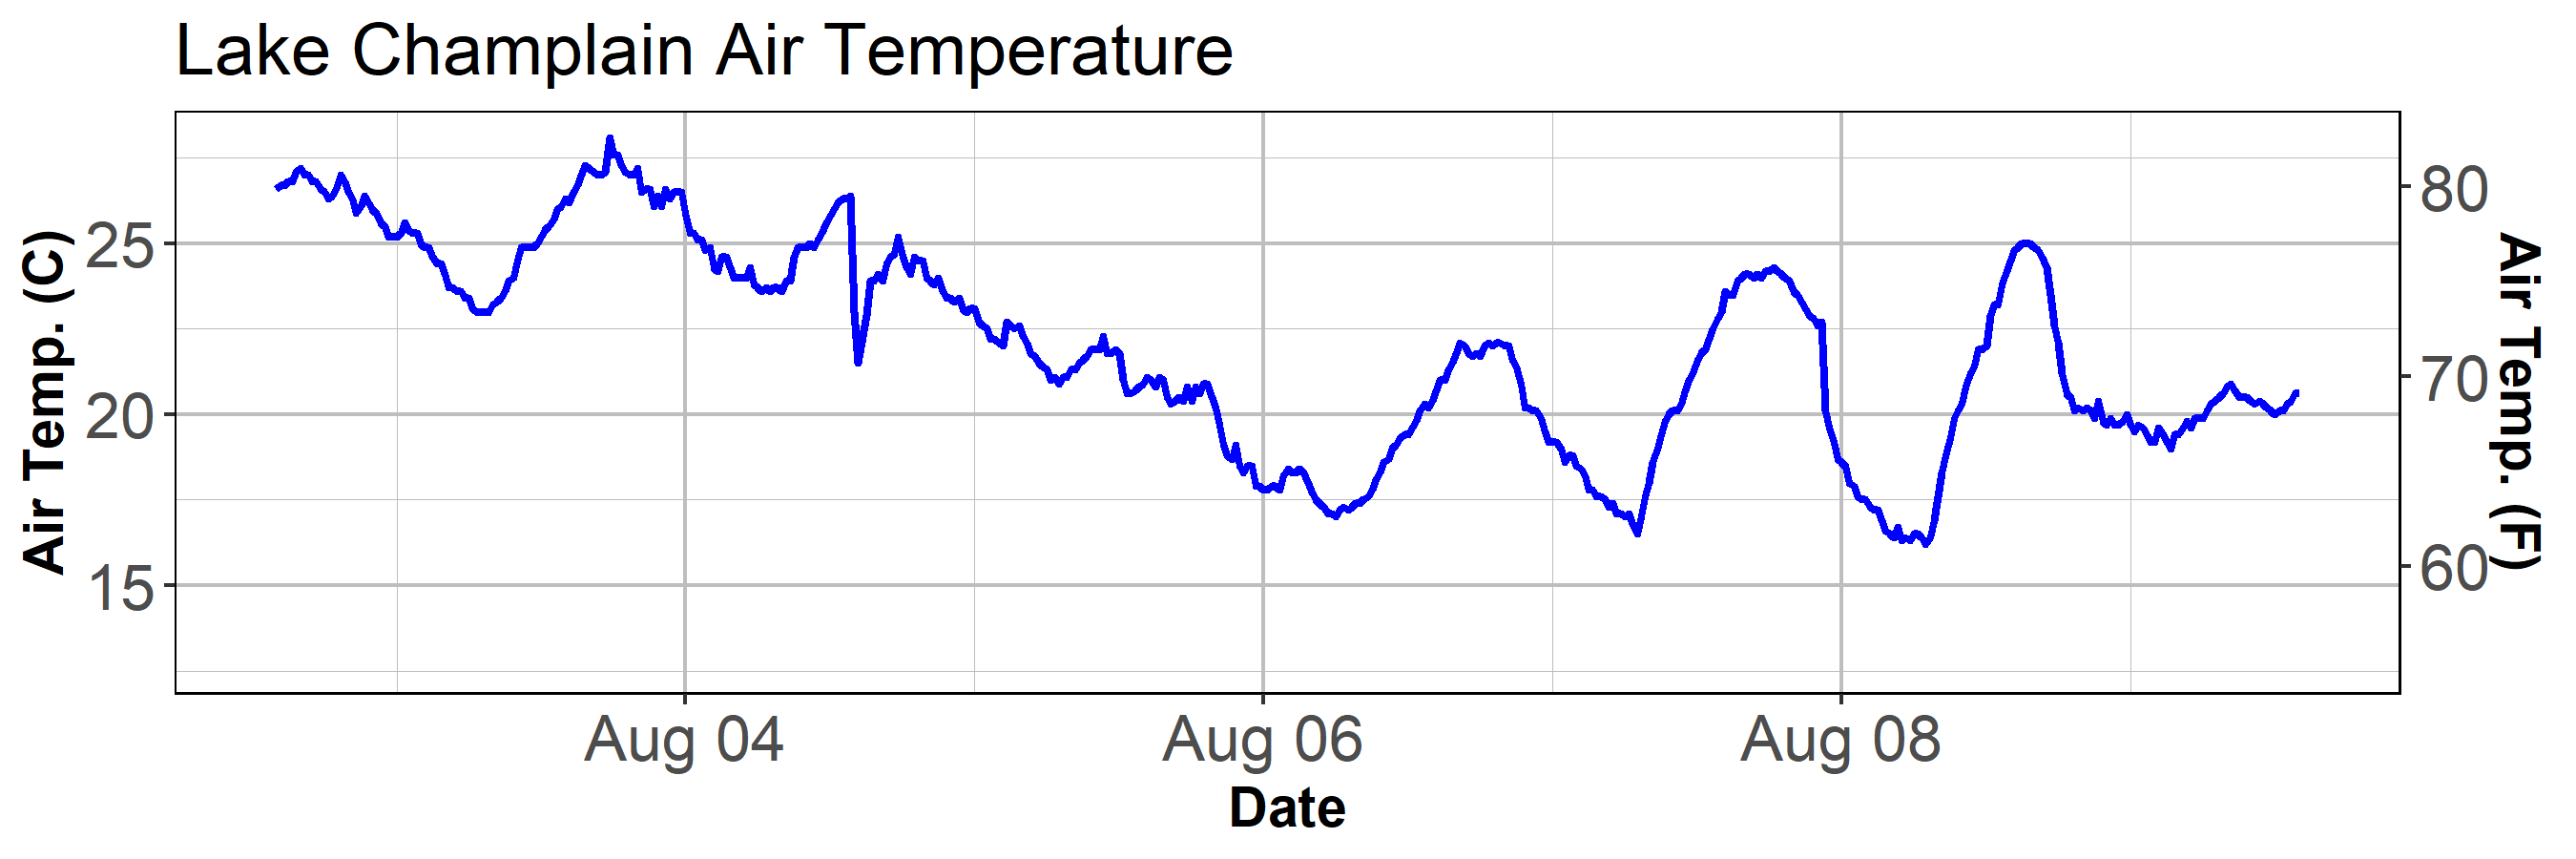 Lake Champlain Air Temperature
Air Temp. (C)
25
20
15
80
70
60
Air Temp. (F)
Aug 04 Aug 06 Aug 08
Date